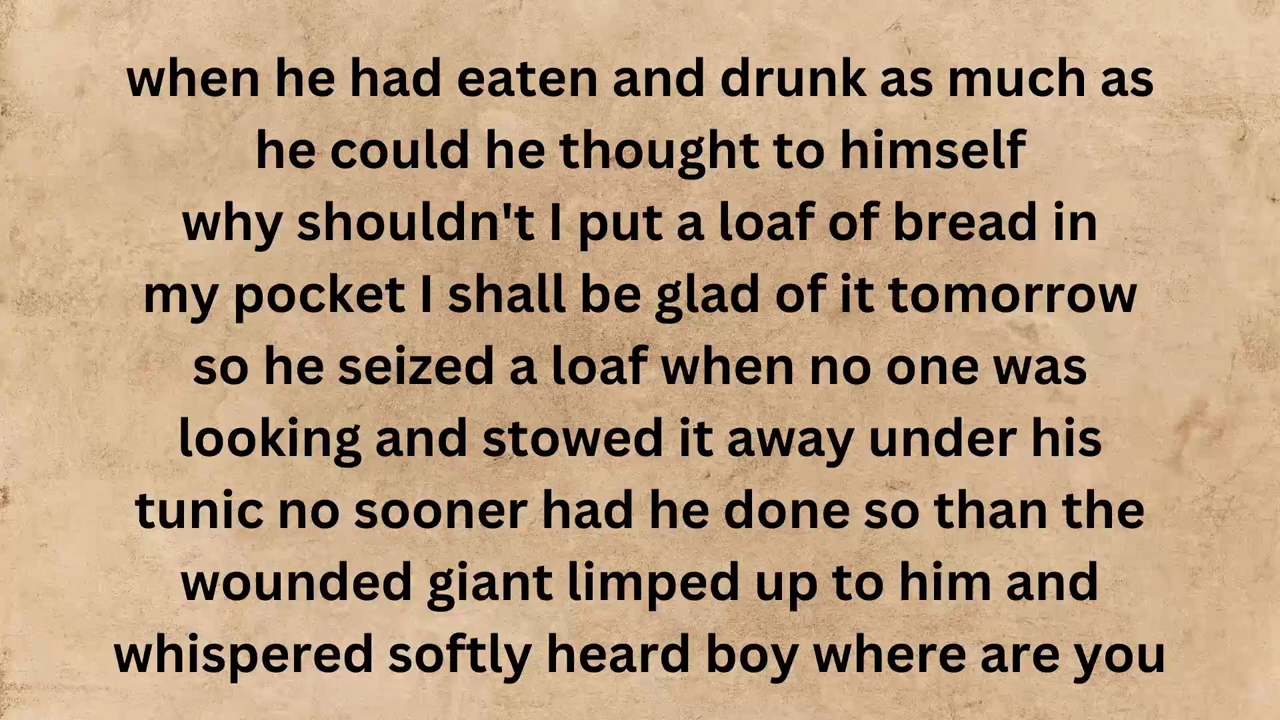 when he had eaten and drunk as much as
he could he thought to himself
why shouldn't I put a loaf of bread in
my pocket I shall be glad of it tomorrow
so he seized a loaf when no one was
looking and stowed it away under his
tunic no sooner had he done so than the
wounded giant limped up to him and
whispered softly heard boy where are you